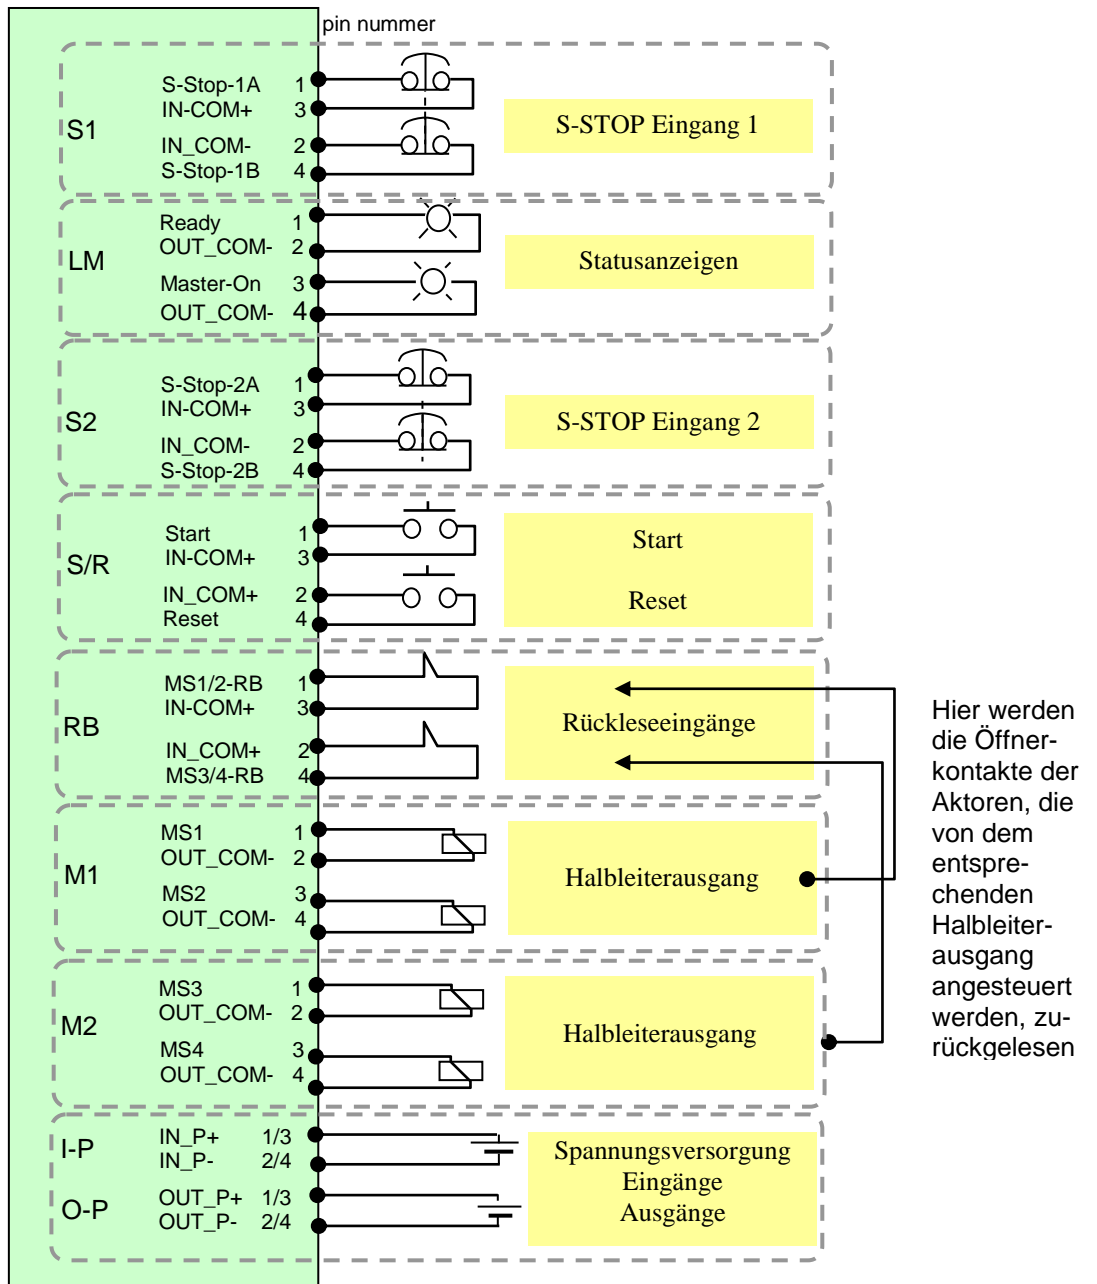 pin nummer
S1
S-Stop-1A 1
IN-COM+ 3
IN_COM- 2
S-Stop-1B 4
S-STOP Eingang 1
LM
Ready 1
OUT_COM- 2
Master-On 3
OUT_COM- 4
Statusanzeigen
S2
S-Stop-2A 1
IN-COM+ 3
IN_COM- 2
S-Stop-2B 4
S-STOP Eingang 2
S/R
Start 1
IN-COM+ 3
IN_COM+ 2
Reset 4
Start
Reset
RB
MS1/2-RB 1
IN-COM+ 3
IN_COM+ 2
MS3/4-RB 4
Rückleseeingänge
Hier werden
die Öffner-
kontakte der
Aktoren, die
von dem
entspre-
chenden
Halbleiter-
ausgang
angesteuert
werden, zu-
rückgelesen
M1
MS1 1
OUT_COM- 2
MS2 3
OUT_COM- 4
Halbleiterausgang
M2
MS3 1
OUT_COM- 2
MS4 3
OUT_COM- 4
Halbleiterausgang
I-P
IN_P+ 1/3
IN_P- 2/4
O-P
OUT_P+ 1/3
OUT_P- 2/4
Spannungsversorgung
Eingänge
Ausgänge